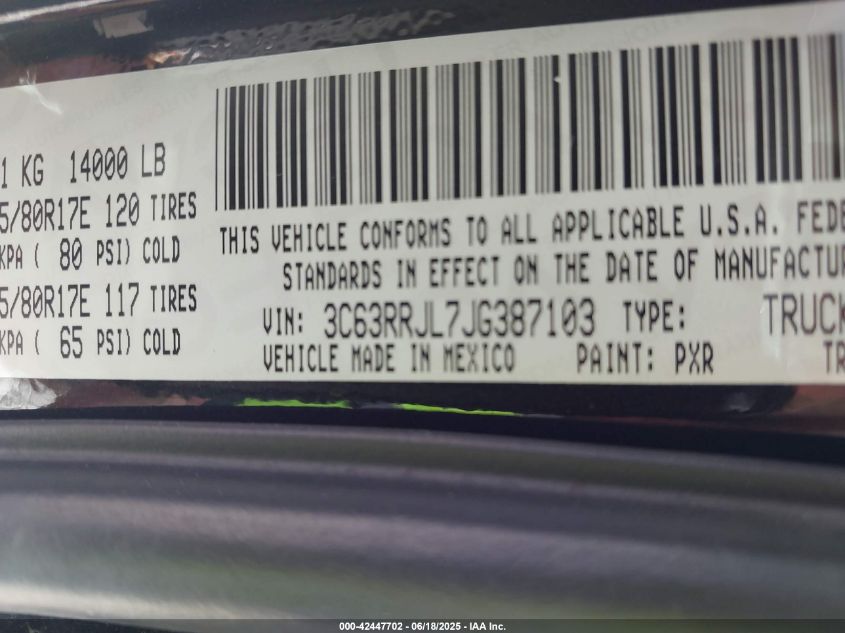 1 KG 14000 LB
5/80R17E 120 TIRES
KPA ( 80 PSI) COLD
5/80R17E 117 TIRES
KPA ( 65 PSI) COLD
THIS VEHICLE CONFORMS TO ALL APPLICABLE U.S.A. FEDE
STANDARDS IN EFFECT ON THE DATE OF MANUFACTU
VIN: 3C63RRJL7JG387103 TYPE: TRUCK
VEHICLE MADE IN MEXICO PAINT: PXR TR
000-42447702 - 06/18/2025 - IAA Inc.